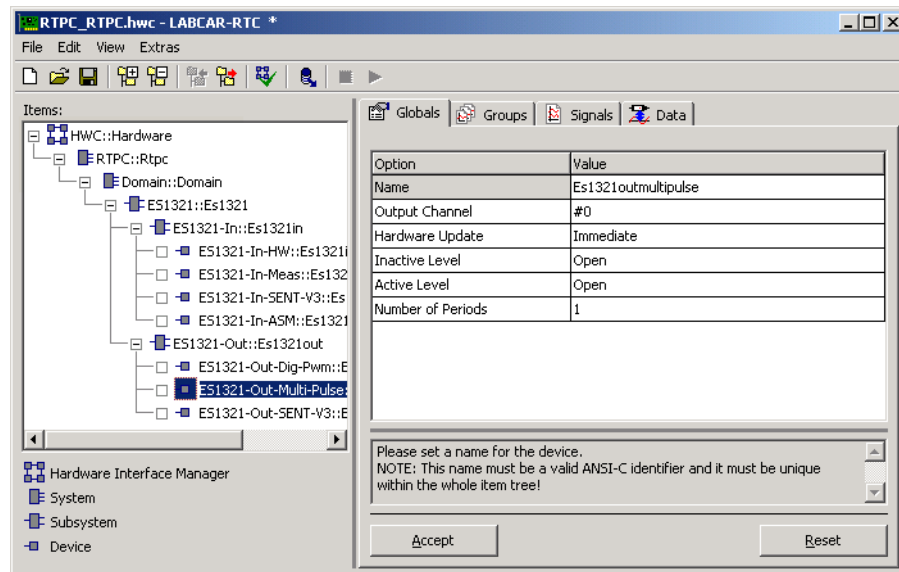 RTPC_RTPC.hwc - LABCAR-RTC *
File Edit View Extras
Items:
HWC::Hardware
RTPC::Rtpc
Domain::Domain
ES1321::Es1321
ES1321-In::Es1321in
ES1321-In-HW::Es1321i
ES1321-In-Meas::Es132
ES1321-In-SENT-V3::Es
ES1321-In-ASM::Es1321
ES1321-Out::Es1321out
ES1321-Out-Dig-Pwm::E
ES1321-Out-Multi-Pulse:
ES1321-Out-SENT-V3::E
Hardware Interface Manager
System
Subsystem
Device
Globals Groups Signals Data
Option Value
Name Es1321outmultipulse
Output Channel #0
Hardware Update Immediate
Inactive Level Open
Active Level Open
Number of Periods 1
Please set a name for the device.
NOTE: This name must be a valid ANSI-C identifier and it must be unique
within the whole item tree!
Accept Reset